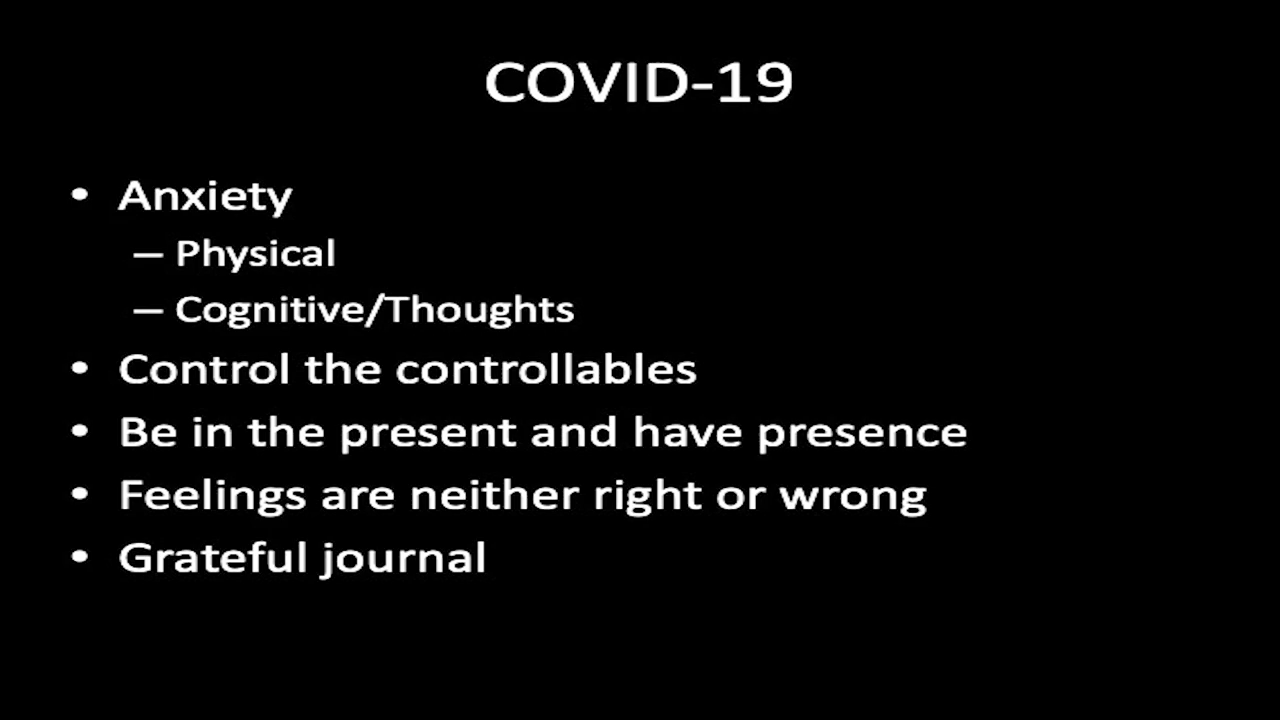 COVID-19
• Anxiety
– Physical
– Cognitive/Thoughts
• Control the controllables
• Be in the present and have presence
• Feelings are neither right or wrong
• Grateful journal